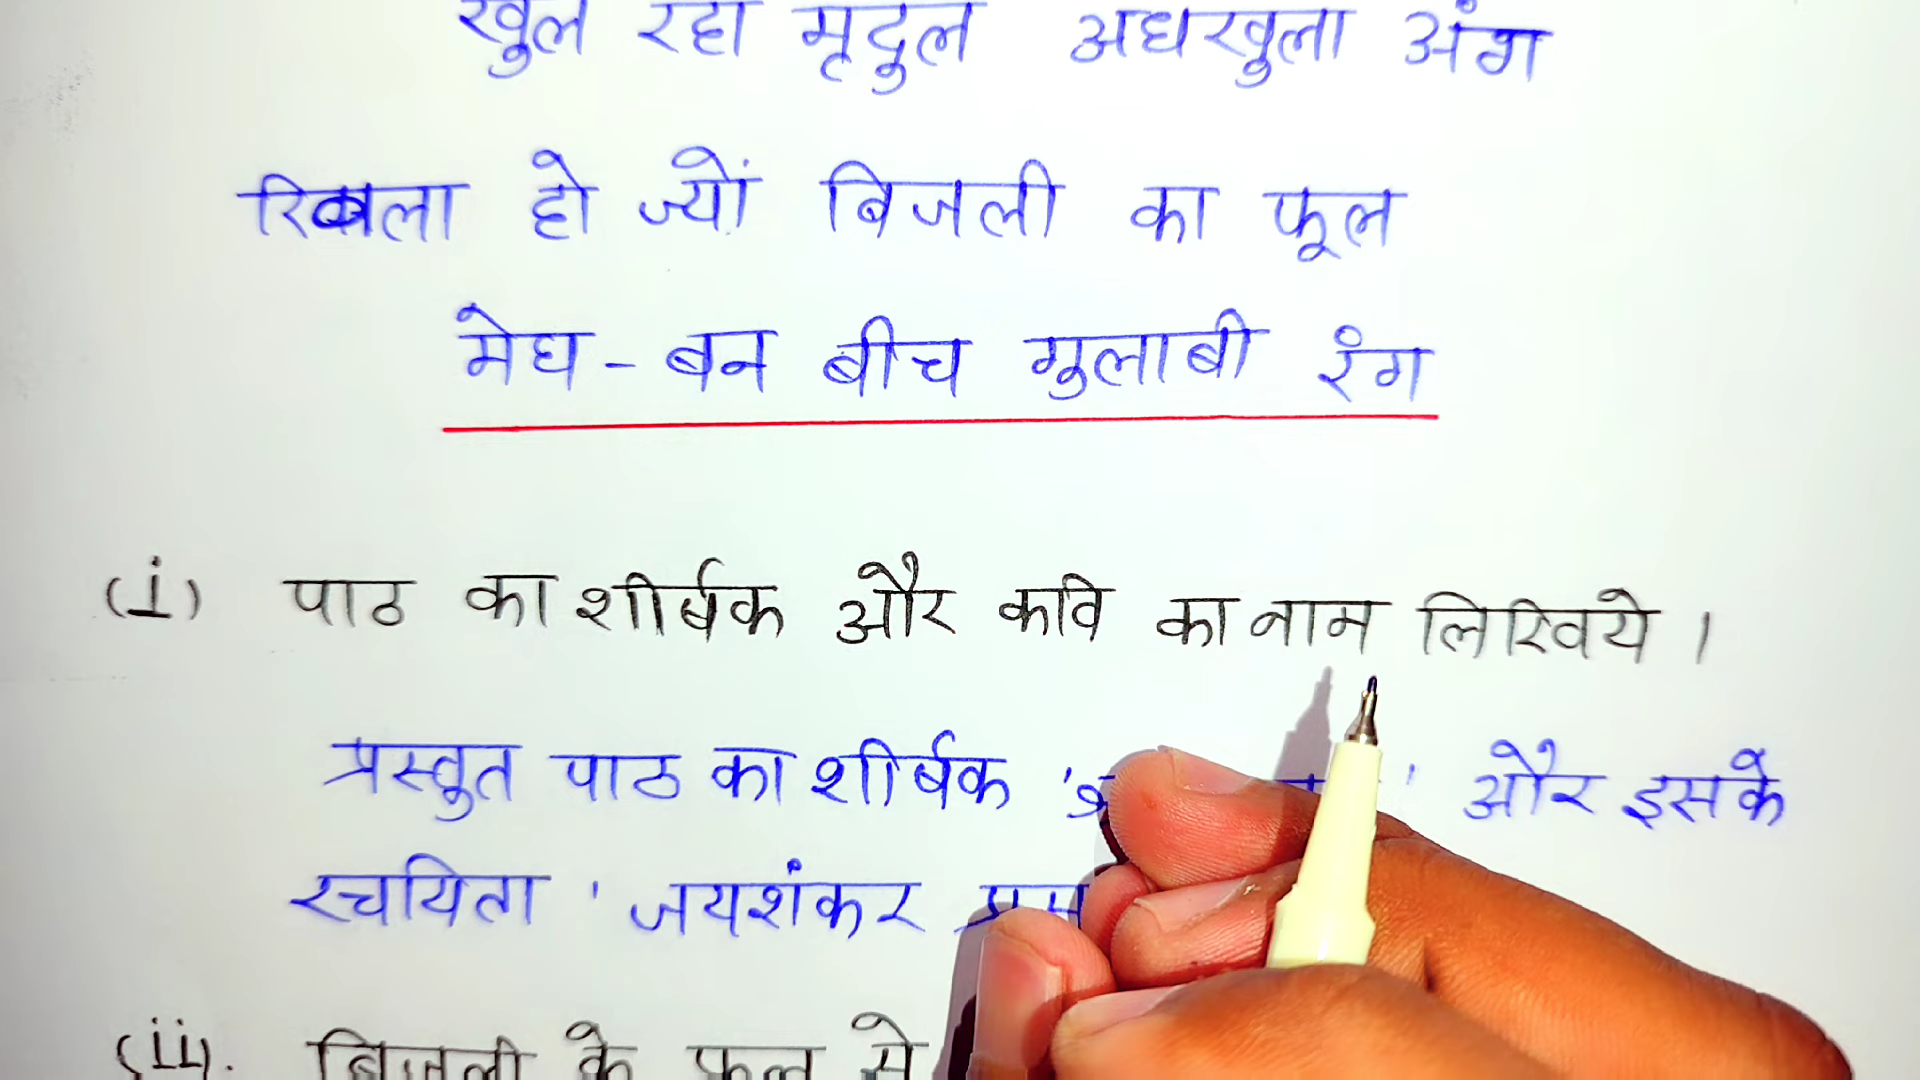 खुल रहा मृदुल अधखुला अंग
खिला हो ज्यों बिजली का फूल
मेघ - बन बीच गुलाबी रंग
(i) पाठ का शीर्षक और कवि का नाम लिखिये ।
प्रस्तुत पाठ का शीर्षक ' ' और इसके
रचयिता ' जयशंकर
(ii). बिजली के फूल से